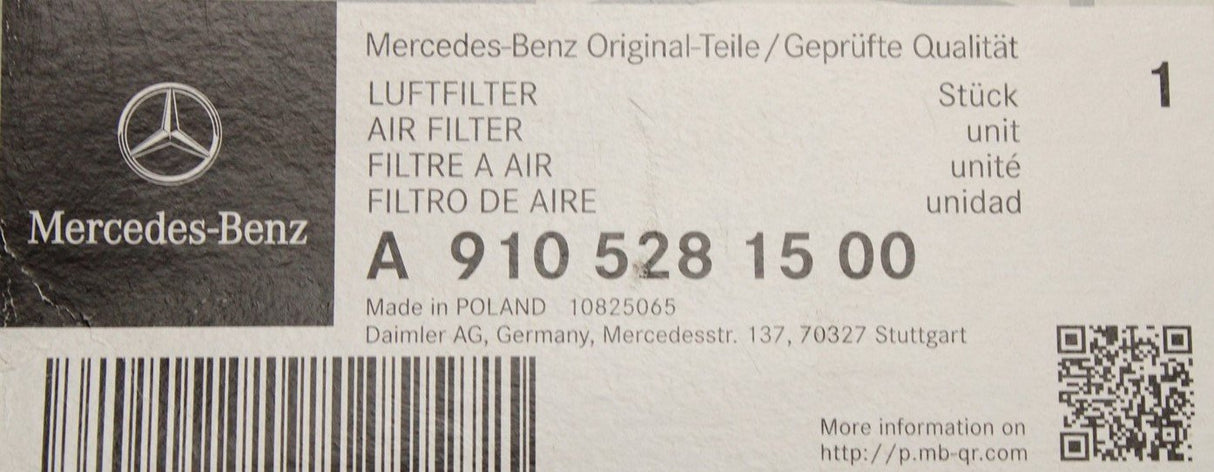 Mercedes-Benz
Mercedes-Benz Original-Teile/Geprüfte Qualität
LUFTFILTER Stück 1
AIR FILTER unit
FILTRE A AIR unité
FILTRO DE AIRE unidad
A 910 528 15 00
Made in POLAND 10825065
Daimler AG, Germany, Mercedesstr. 137, 70327 Stuttgart
More information on
http://p.mb-qr.com